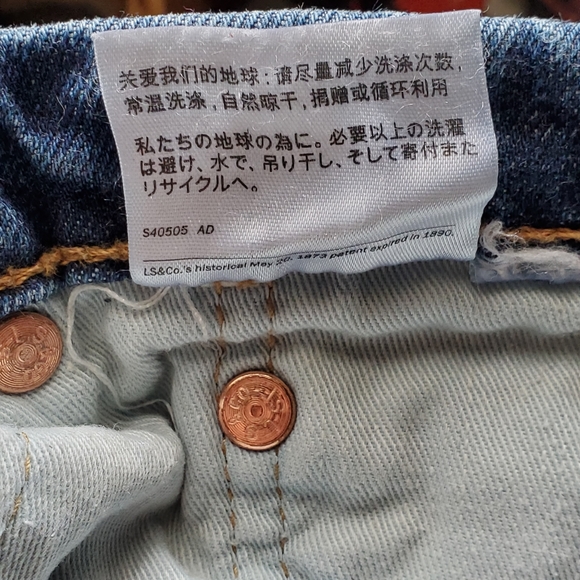 关爱我们的地球：请尽量减少洗涤次数，
常温洗涤，自然晾干，捐赠或循环利用
私たちの地球の為に。必要以上の洗濯
は避け、水で、吊り干し、そして寄付また
リサイクルへ。
S40505 AD
LS&Co.'s historical May 20, 1873 patent expired in 1890.